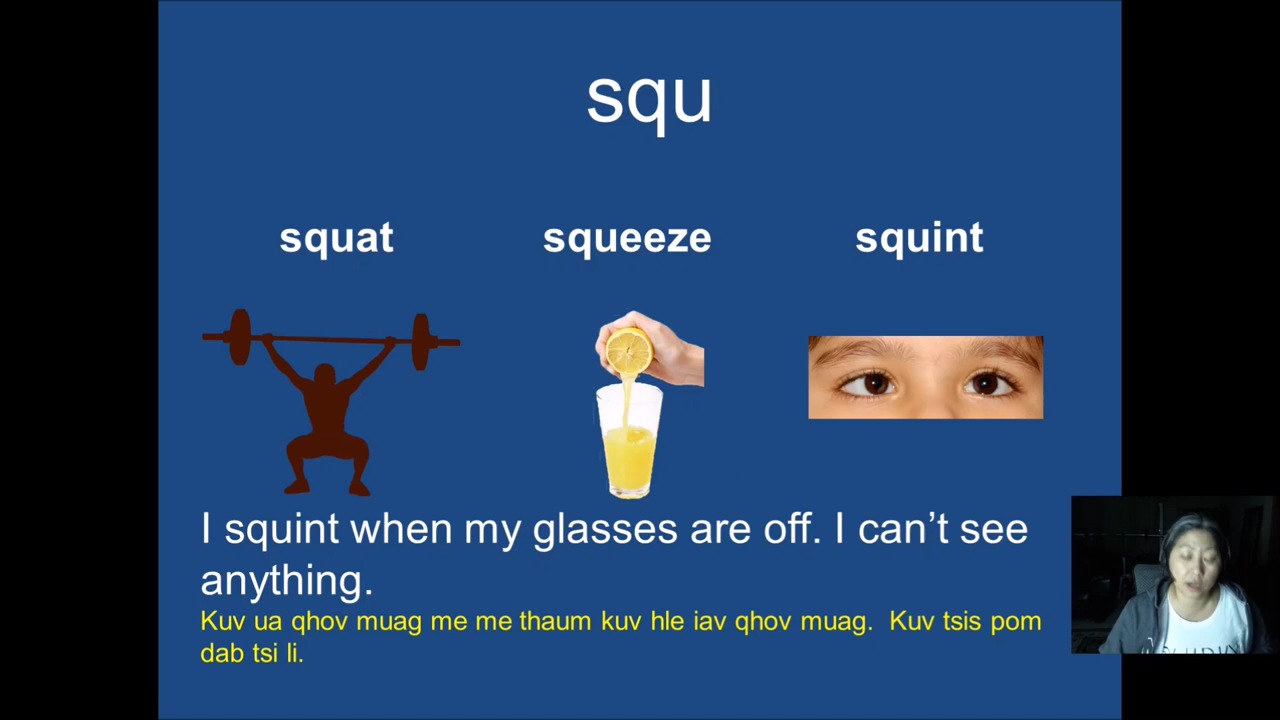 squ
squat squeeze squint
I squint when my glasses are off. I can’t see
anything.
Kuv ua qhov muag me me thaum kuv hle iav qhov muag.  Kuv tsis pom
dab tsi li.